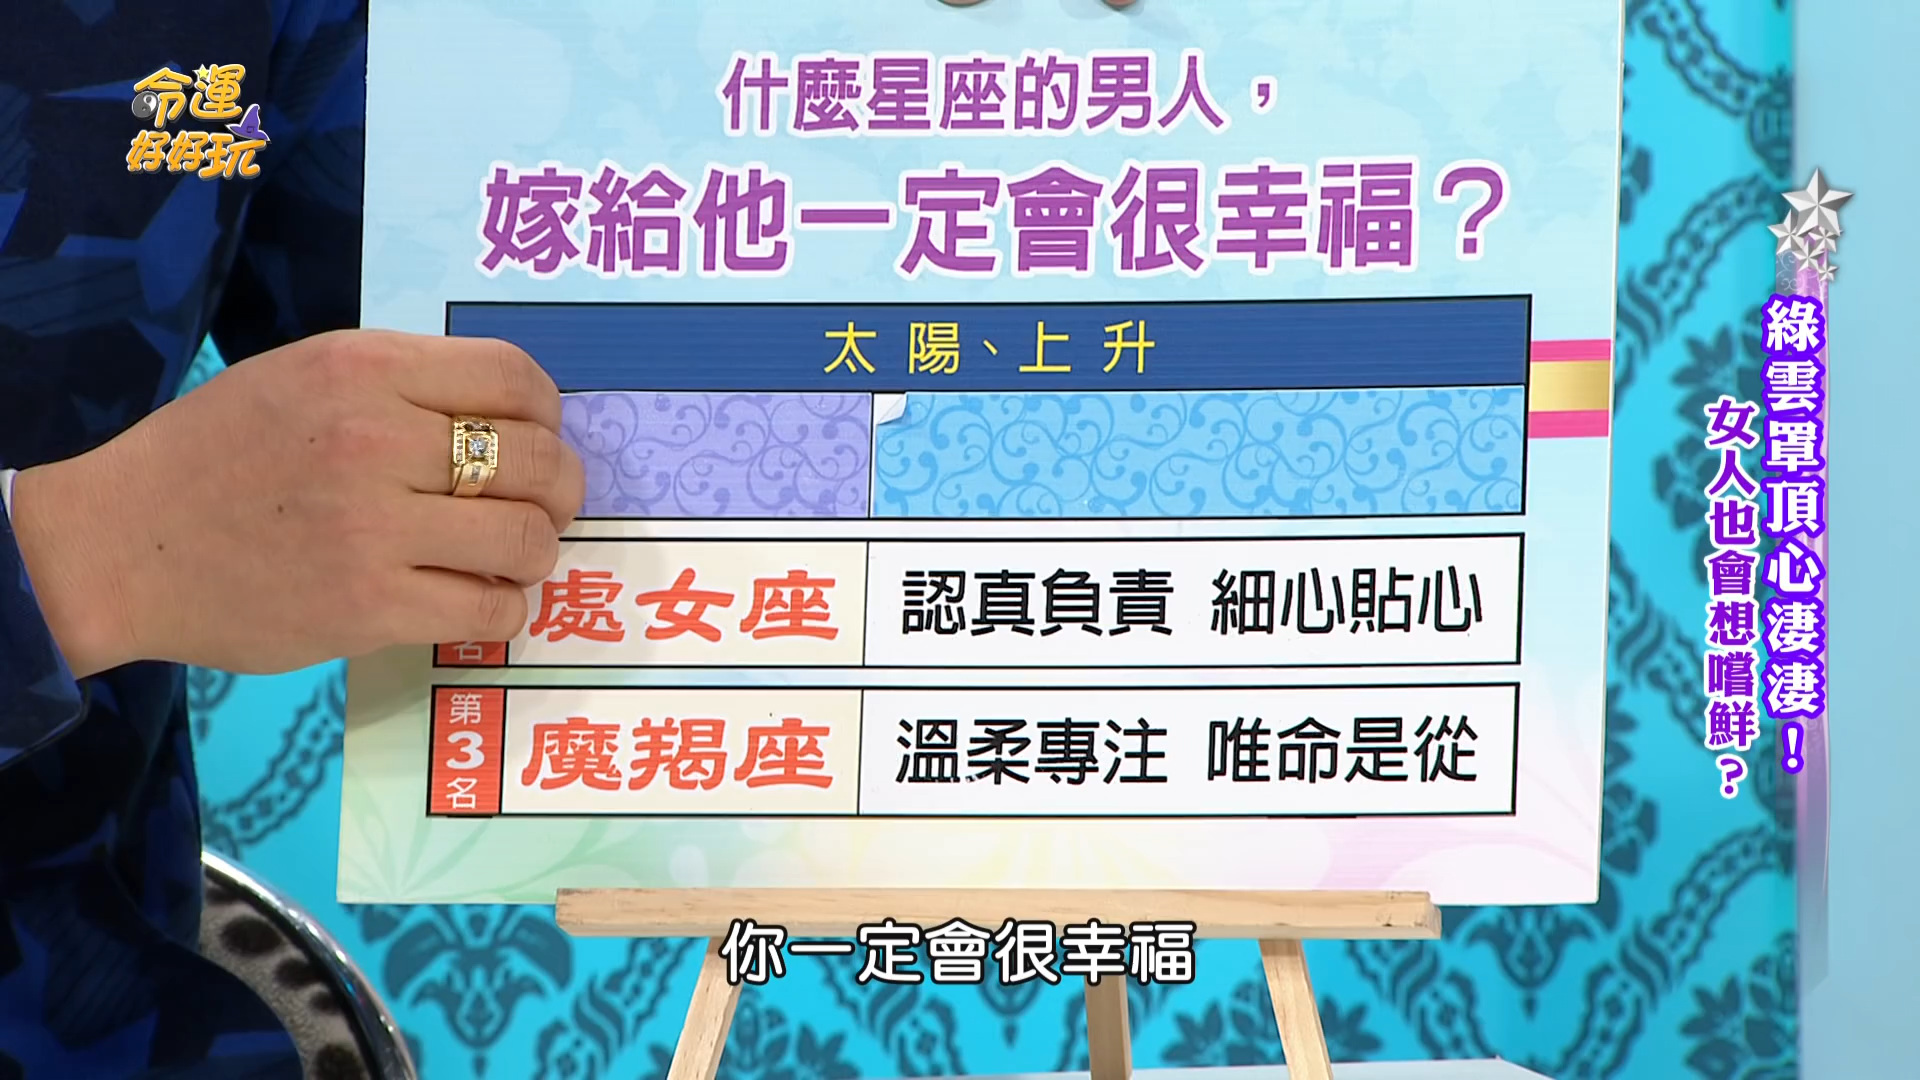 命運
好好玩
什麼星座的男人，
嫁給他一定會很幸福？
太陽、上升
名
處女座
認真負責 細心貼心
第3名
魔羯座
溫柔專注 唯命是從
綠雲罩頂心淒淒！
女人也會想嚐鮮？
你一定會很幸福